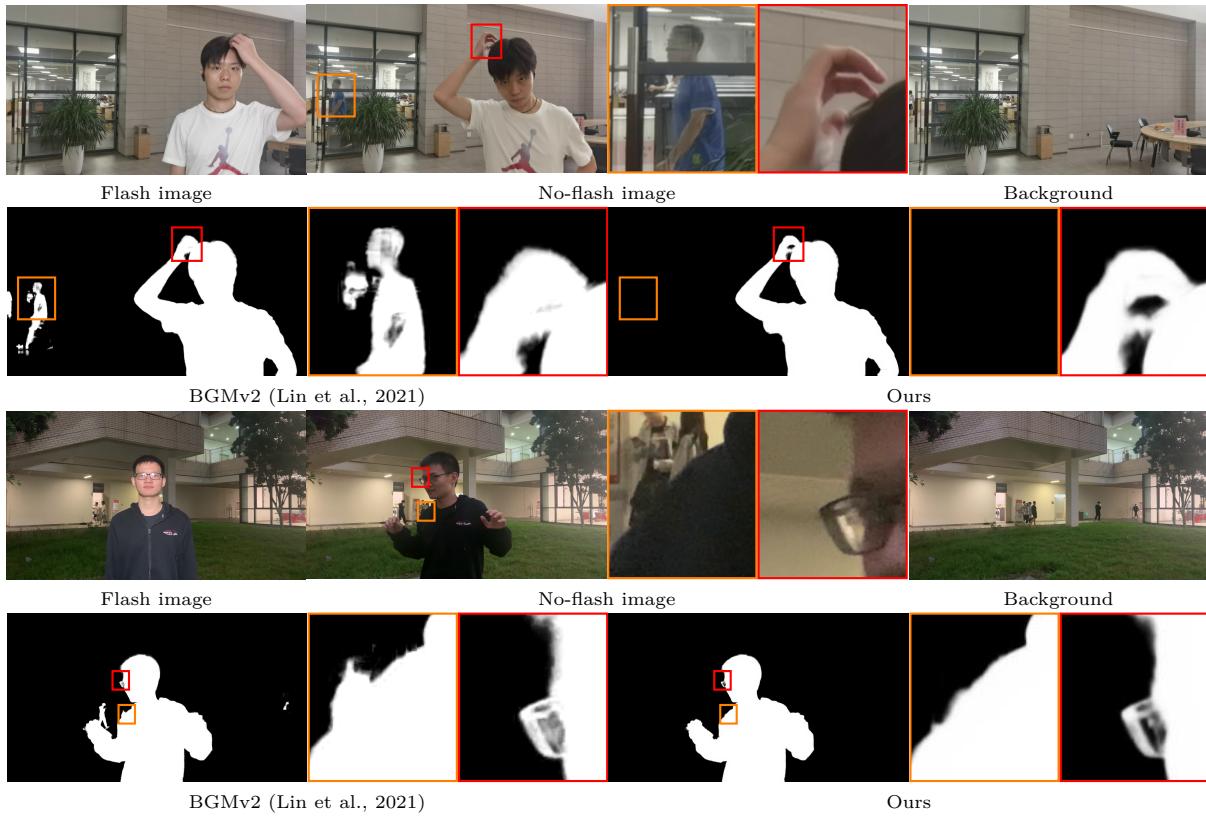 Flash image
No-flash image
Background
BGMv2 (Lin et al., 2021)
Ours
Flash image
No-flash image
Background
BGMv2 (Lin et al., 2021)
Ours